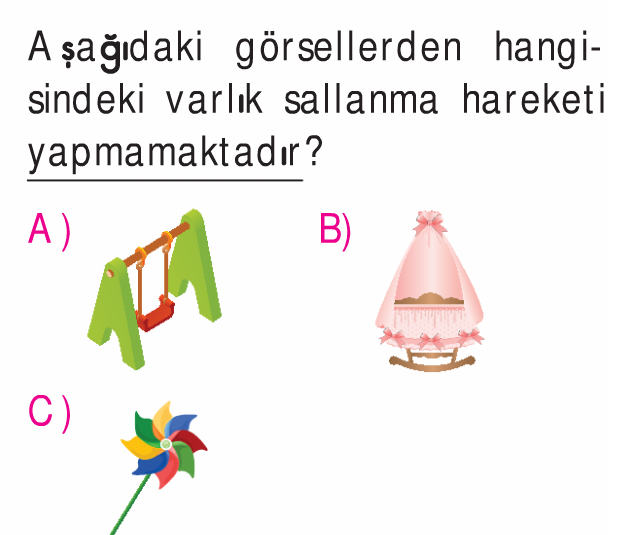 Aşağıdaki görsellerden hangi-
sindeki varlık sallanma hareketi
yapmamaktadır?
A) B)
C)